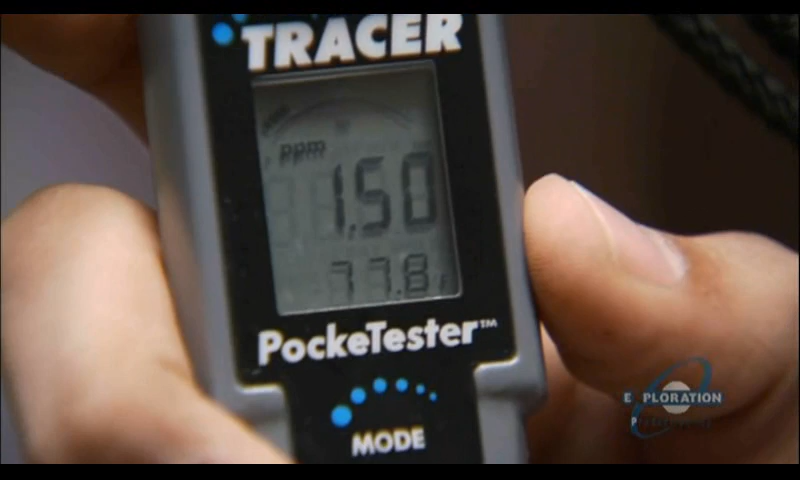 TRACER
ppm
1.50
77.8
PockeTester™
MODE
EXPLORATION